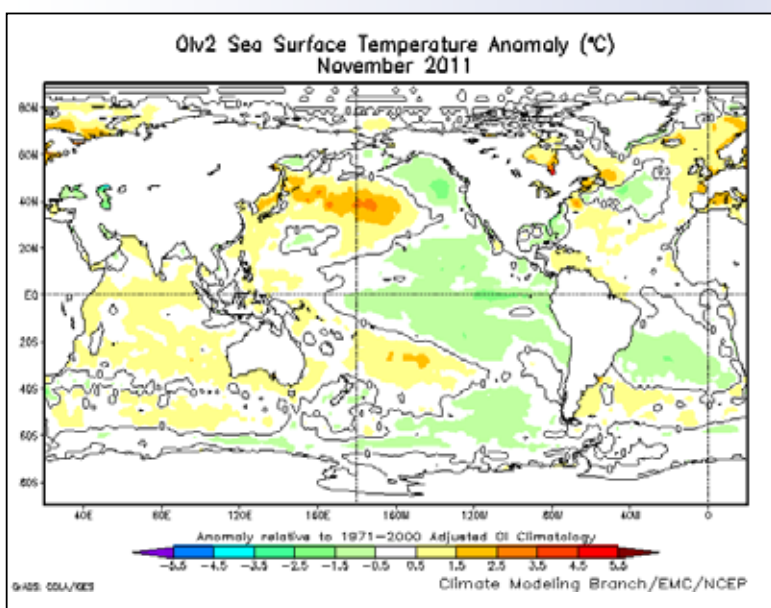 OIv2 Sea Surface Temperature Anomaly (°C)
November 2011
80N
60N
40N
20N
EQ
20S
40S
60S
80S
40E 80E 120E 160E 160W 120W 80W 40W 0
Anomaly relative to 1971-2000 Adjusted OI Climatology
-5.5 -4.5 -3.5 -2.5 -1.5 -0.5 0.5 1.5 2.5 3.5 4.5 5.5
GrADS: COLA/IGES
Climate Modeling Branch/EMC/NCEP